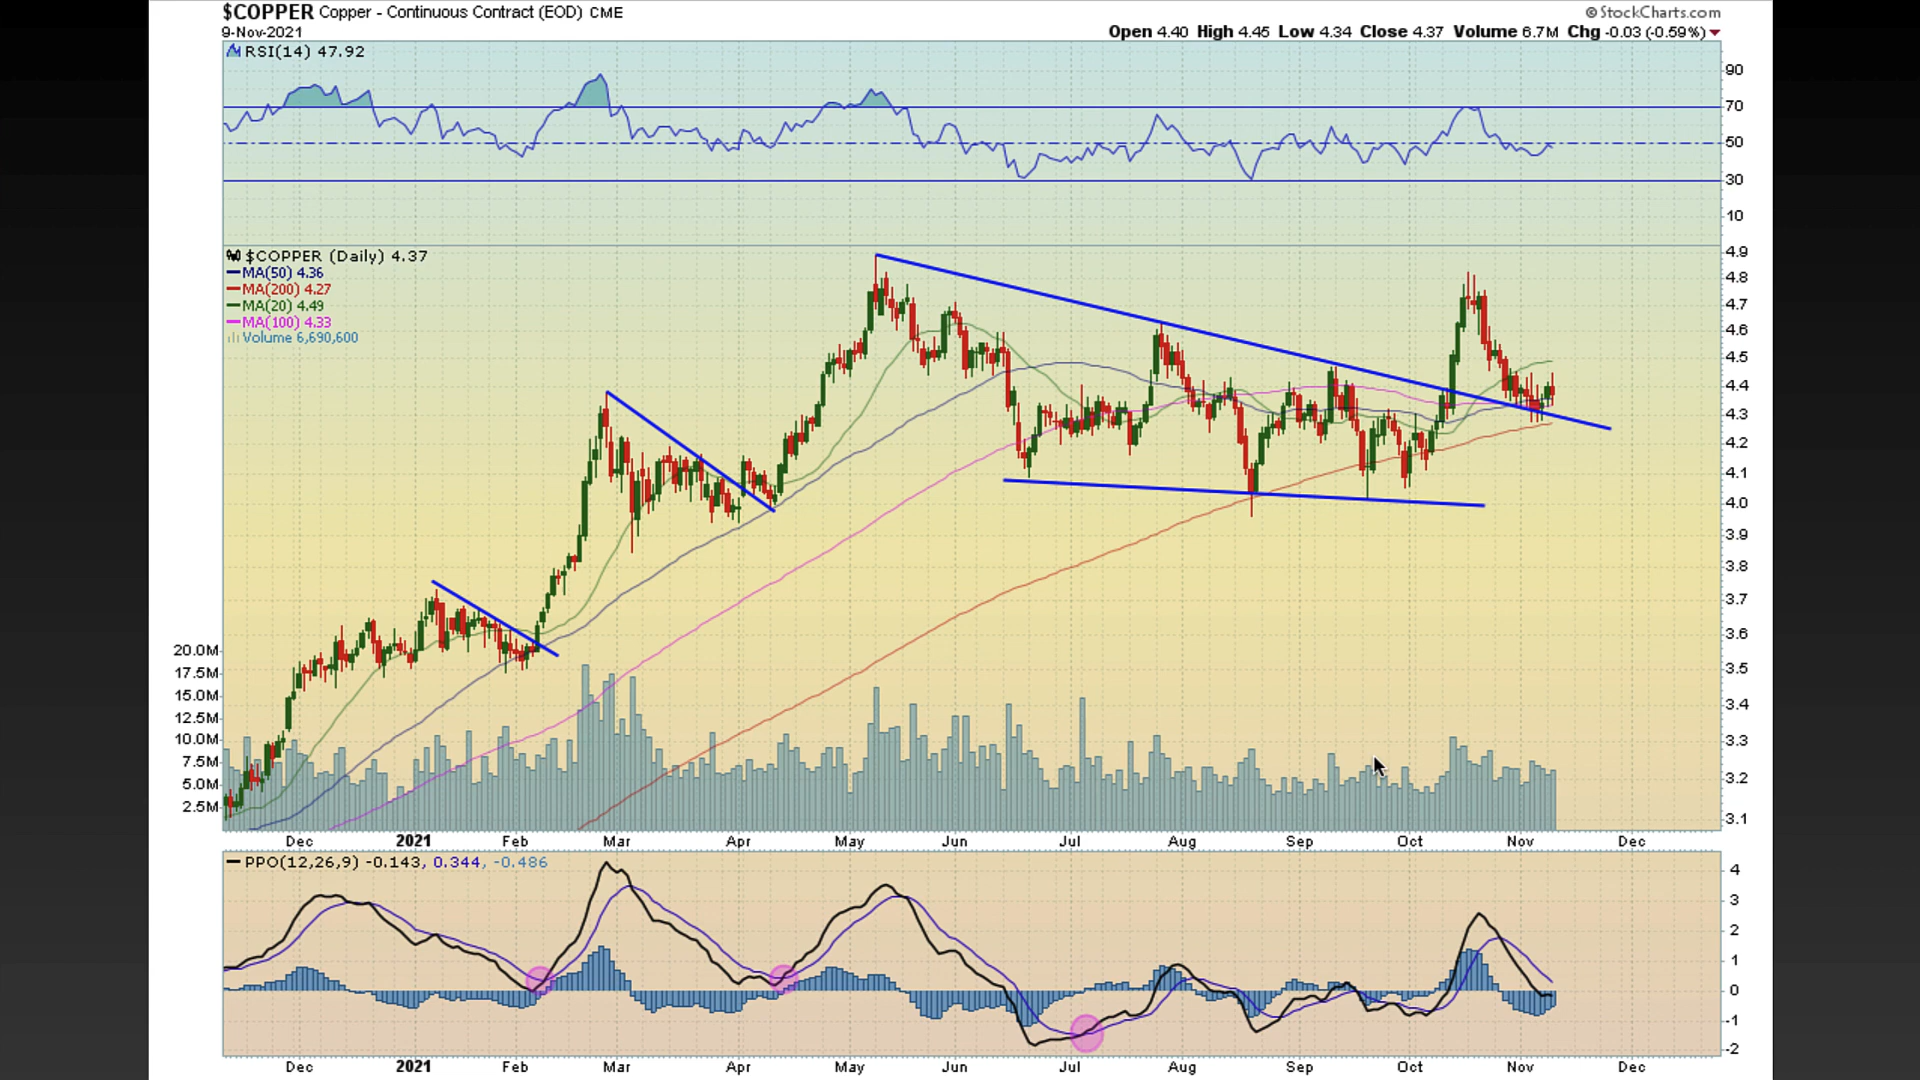 $COPPER Copper - Continuous Contract (EOD) CME
© StockCharts.com
9-Nov-2021
Open 4.40 High 4.45 Low 4.34 Close 4.37 Volume 6.7M Chg -0.03 (-0.59%)
RSI(14) 47.92
90
70
50
30
10
$COPPER (Daily) 4.37
MA(50) 4.36
MA(200) 4.27
MA(20) 4.49
MA(100) 4.33
Volume 6,690,600
4.9
4.8
4.7
4.6
4.5
4.4
4.3
4.2
4.1
4.0
3.9
3.8
3.7
3.6
3.5
3.4
3.3
3.2
3.1
20.0M
17.5M
15.0M
12.5M
10.0M
7.5M
5.0M
2.5M
Dec 2021 Feb Mar Apr May Jun Jul Aug Sep Oct Nov Dec
PPO(12,26,9) -0.143, 0.344, -0.486
4
3
2
1
0
-1
-2
Dec 2021 Feb Mar Apr May Jun Jul Aug Sep Oct Nov Dec